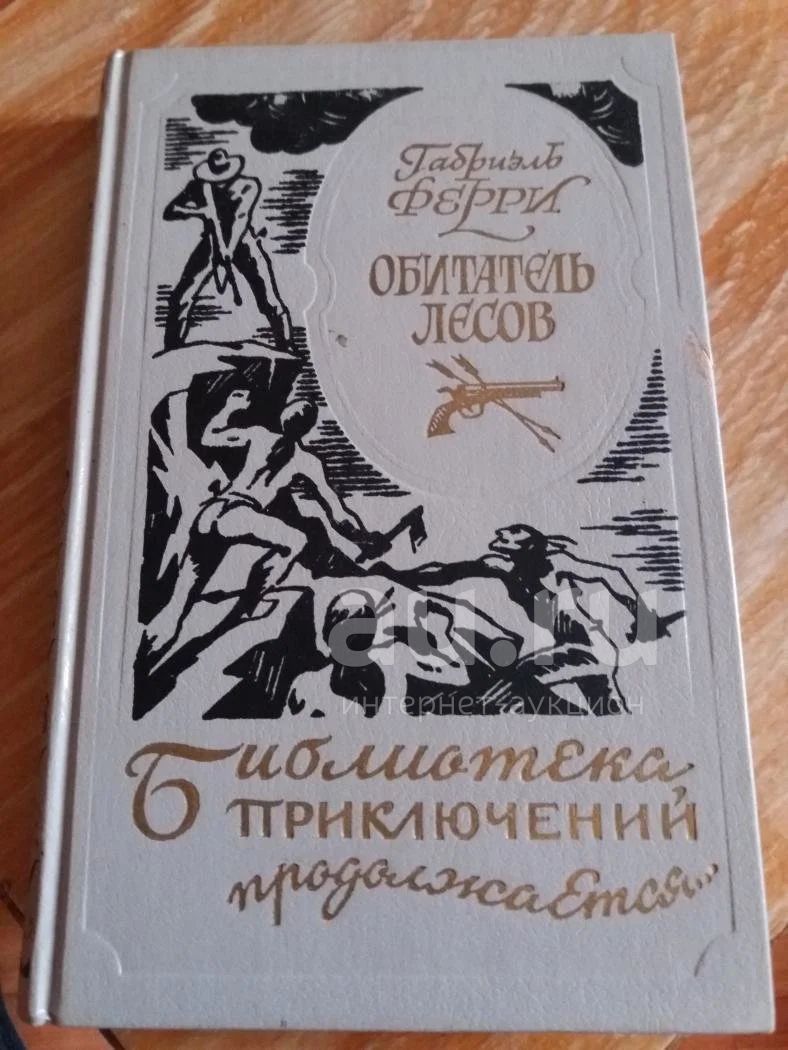 Габриэль
ФЕРРИ
ОБИТАТЕЛЬ
ЛЕСОВ
au.ru
интернет-аукцион
Библиотека
ПРИКЛЮЧЕНИЙ
продолжается...